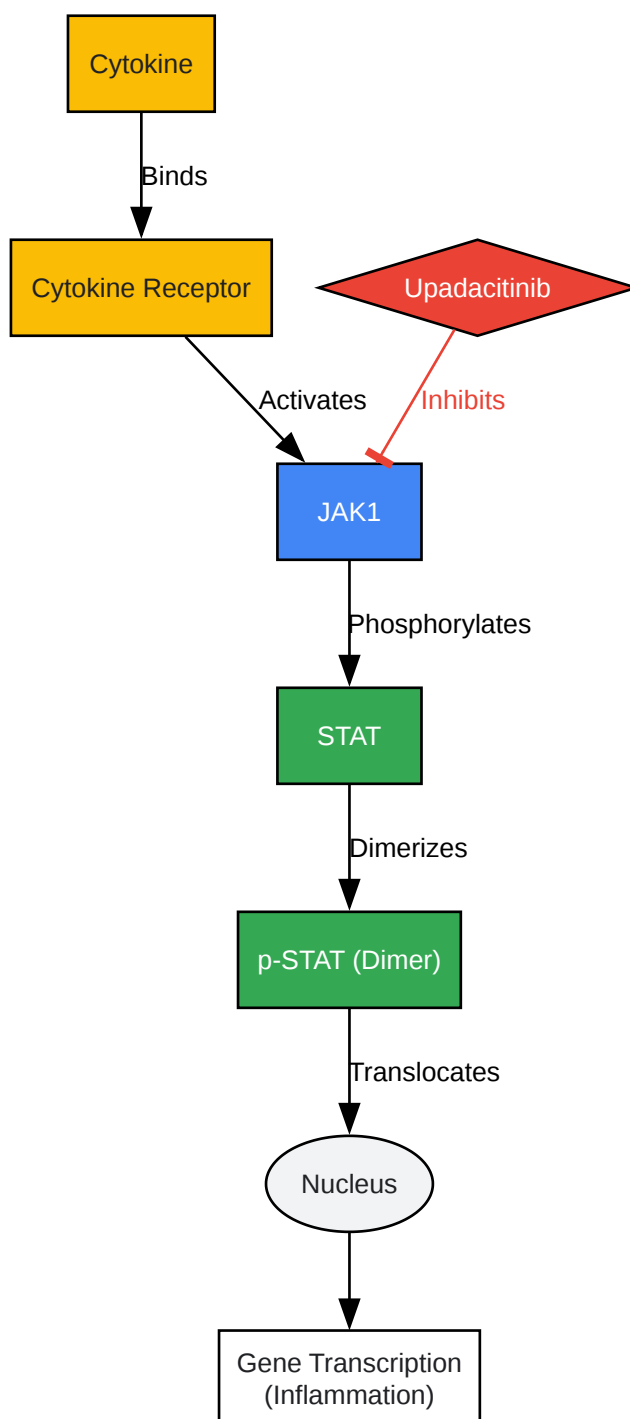 Cytokine
Binds
Cytokine Receptor
Upadacitinib
Activates
Inhibits
JAK1
Phosphorylates
STAT
Dimerizes
p-STAT (Dimer)
Translocates
Nucleus
Gene Transcription
(Inflammation)